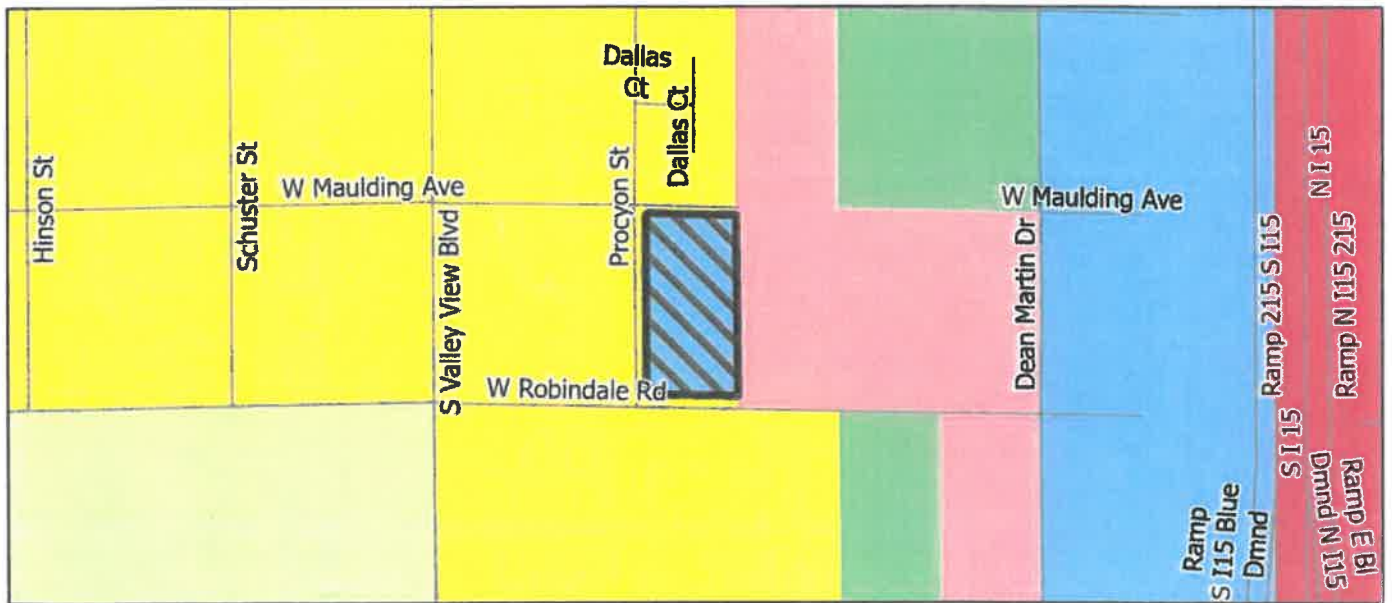 Dallas
Ct
Dallas Ct
Hinson St
Schuster St
W Maulding Ave
S Valley View Blvd
Procyon St
W Maulding Ave
Dean Martin Dr
W Robindale Rd
Ramp 215 S I15
N I 15
Ramp N I15 215
S I 15
Ramp
S I15 Blue
Dmnd
Dmnd N I15
Ramp E Bl